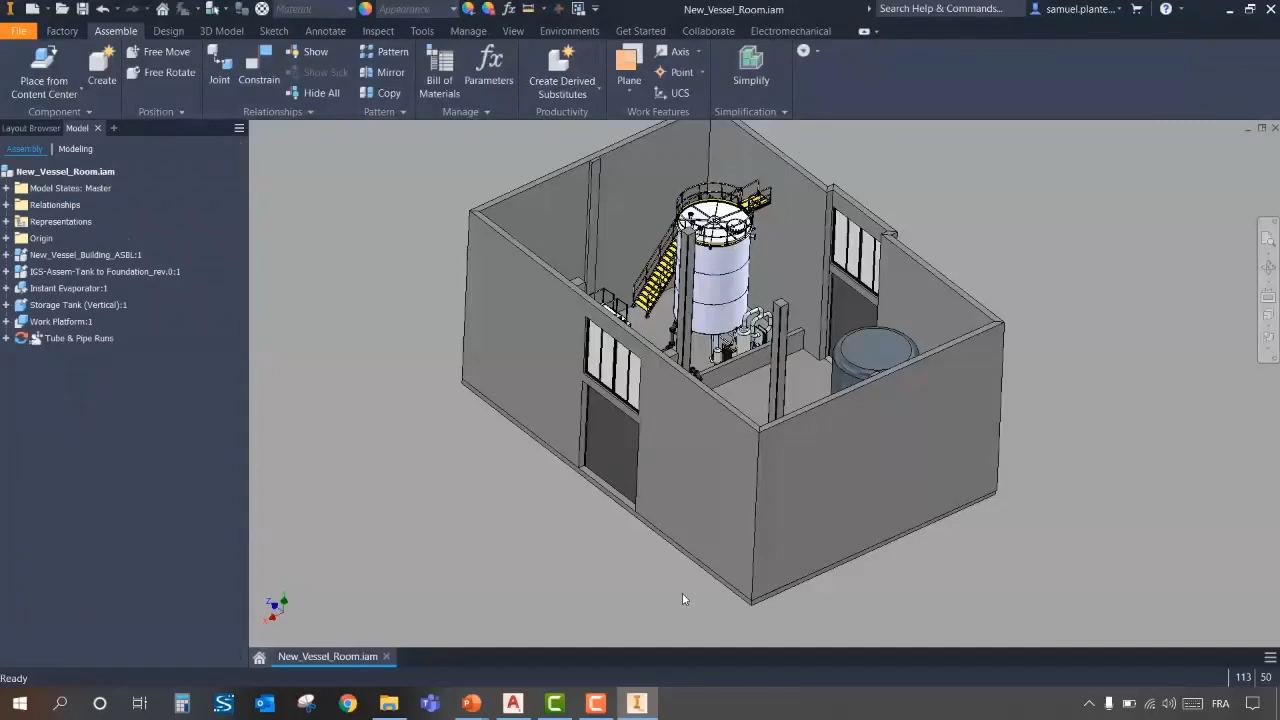 Material
Appearance
New_Vessel_Room.iam
Search Help & Commands...
samuel.plante...
File
Factory
Assemble
Design
3D Model
Sketch
Annotate
Inspect
Tools
Manage
View
Environments
Get Started
Collaborate
Electromechanical
Place from
Content Center
Create
Free Move
Free Rotate
Joint
Constrain
Show
Show Sick
Hide All
Pattern
Mirror
Copy
Bill of
Materials
fx
Parameters
Create Derived
Substitutes
Plane
Axis
Point
UCS
Simplify
Component
Position
Relationships
Pattern
Manage
Productivity
Work Features
Simplification
Layout Browser
Model
Assembly
Modeling
New_Vessel_Room.iam
Model States: Master
Relationships
Representations
Origin
New_Vessel_Building_ASBL:1
IGS-Assem-Tank to Foundation_rev.0:1
Instant Evaporator:1
Storage Tank (Vertical):1
Work Platform:1
Tube & Pipe Runs
New_Vessel_Room.iam
Ready
113
50
FRA